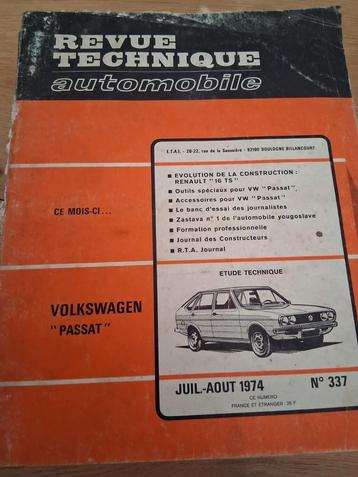 REVUE
TECHNIQUE
automobile
E.T.A.I. - 20-22, rue de la Saussière - 92100 BOULOGNE BILLANCOURT
CE MOIS-CI...
■ EVOLUTION DE LA CONSTRUCTION :
RENAULT "16 TS"
■ Outils spéciaux pour VW "Passat".
■ Accessoires pour VW "Passat"
■ Le banc d'essai des journalistes
■ Zastava n° 1 de l'automobile yougoslave
■ Formation professionnelle
■ Journal des Constructeurs
■ R.T.A. Journal
VOLKSWAGEN
"PASSAT"
ETUDE TECHNIQUE
JUIL.-AOUT 1974 N° 337
CE NUMERO
FRANCE ET ETRANGER : 35 F